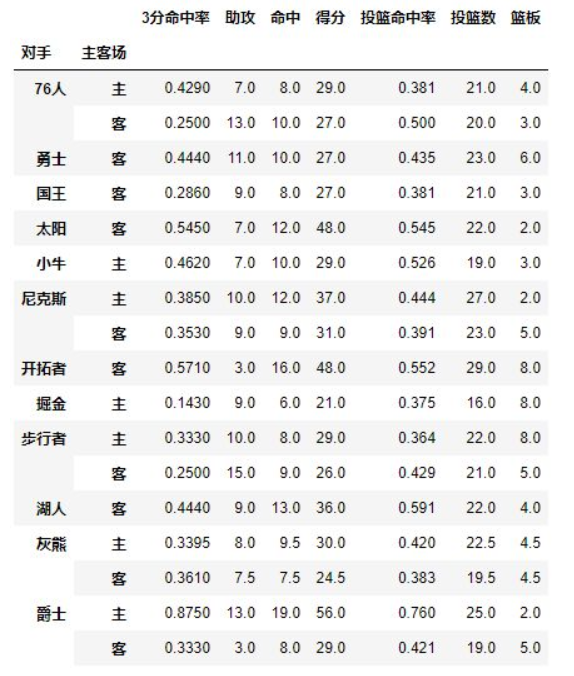 3分命中率 助攻 命中 得分 投篮命中率 投篮数 篮板
对手 主客场
76人 主 0.4290 7.0 8.0 29.0 0.381 21.0 4.0
客 0.2500 13.0 10.0 27.0 0.500 20.0 3.0
勇士 客 0.4440 11.0 10.0 27.0 0.435 23.0 6.0
国王 客 0.2860 9.0 8.0 27.0 0.381 21.0 3.0
太阳 客 0.5450 7.0 12.0 48.0 0.545 22.0 2.0
小牛 主 0.4620 7.0 10.0 29.0 0.526 19.0 3.0
尼克斯 主 0.3850 10.0 12.0 37.0 0.444 27.0 2.0
客 0.3530 9.0 9.0 31.0 0.391 23.0 5.0
开拓者 客 0.5710 3.0 16.0 48.0 0.552 29.0 8.0
掘金 主 0.1430 9.0 6.0 21.0 0.375 16.0 8.0
步行者 主 0.3330 10.0 8.0 29.0 0.364 22.0 8.0
客 0.2500 15.0 9.0 26.0 0.429 21.0 5.0
湖人 客 0.4440 9.0 13.0 36.0 0.591 22.0 4.0
灰熊 主 0.3395 8.0 9.5 30.0 0.420 22.5 4.5
客 0.3610 7.5 7.5 24.5 0.383 19.5 4.5
爵士 主 0.8750 13.0 19.0 56.0 0.760 25.0 2.0
客 0.3330 3.0 8.0 29.0 0.421 19.0 5.0